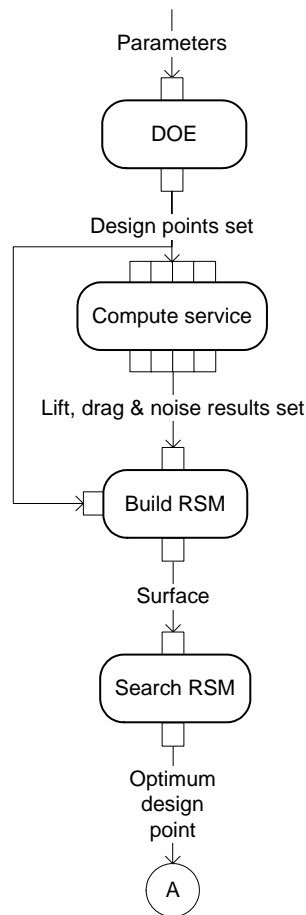 Parameters
DOE
Design points set
Compute service
Lift, drag & noise results set
Build RSM
Surface
Search RSM
Optimum
design
point
A